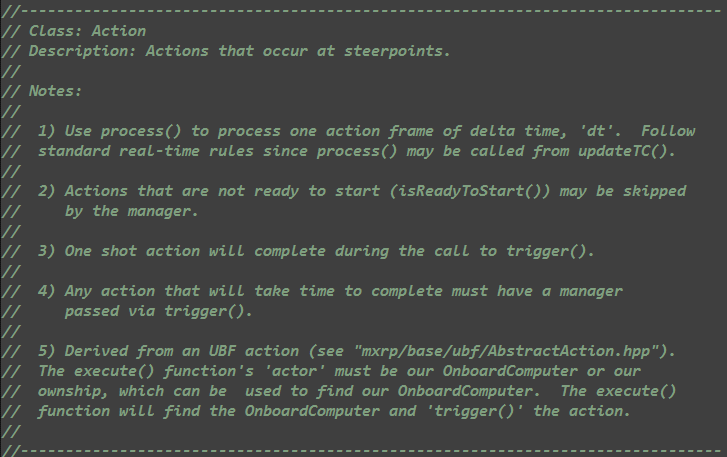 //------------------------------------------------------------------------------
// Class: Action
// Description: Actions that occur at steerpoints.
//
// Notes:
//
//  1) Use process() to process one action frame of delta time, 'dt'.  Follow
//  standard real-time rules since process() may be called from updateTC().
//
//  2) Actions that are not ready to start (isReadyToStart()) may be skipped
//     by the manager.
//
//  3) One shot action will complete during the call to trigger().
//
//  4) Any action that will take time to complete must have a manager
//     passed via trigger().
//
//  5) Derived from an UBF action (see "mxrp/base/ubf/AbstractAction.hpp").
//  The execute() function's 'actor' must be our OnboardComputer or our
//  ownship, which can be  used to find our OnboardComputer.  The execute()
//  function will find the OnboardComputer and 'trigger()' the action.
//
//------------------------------------------------------------------------------